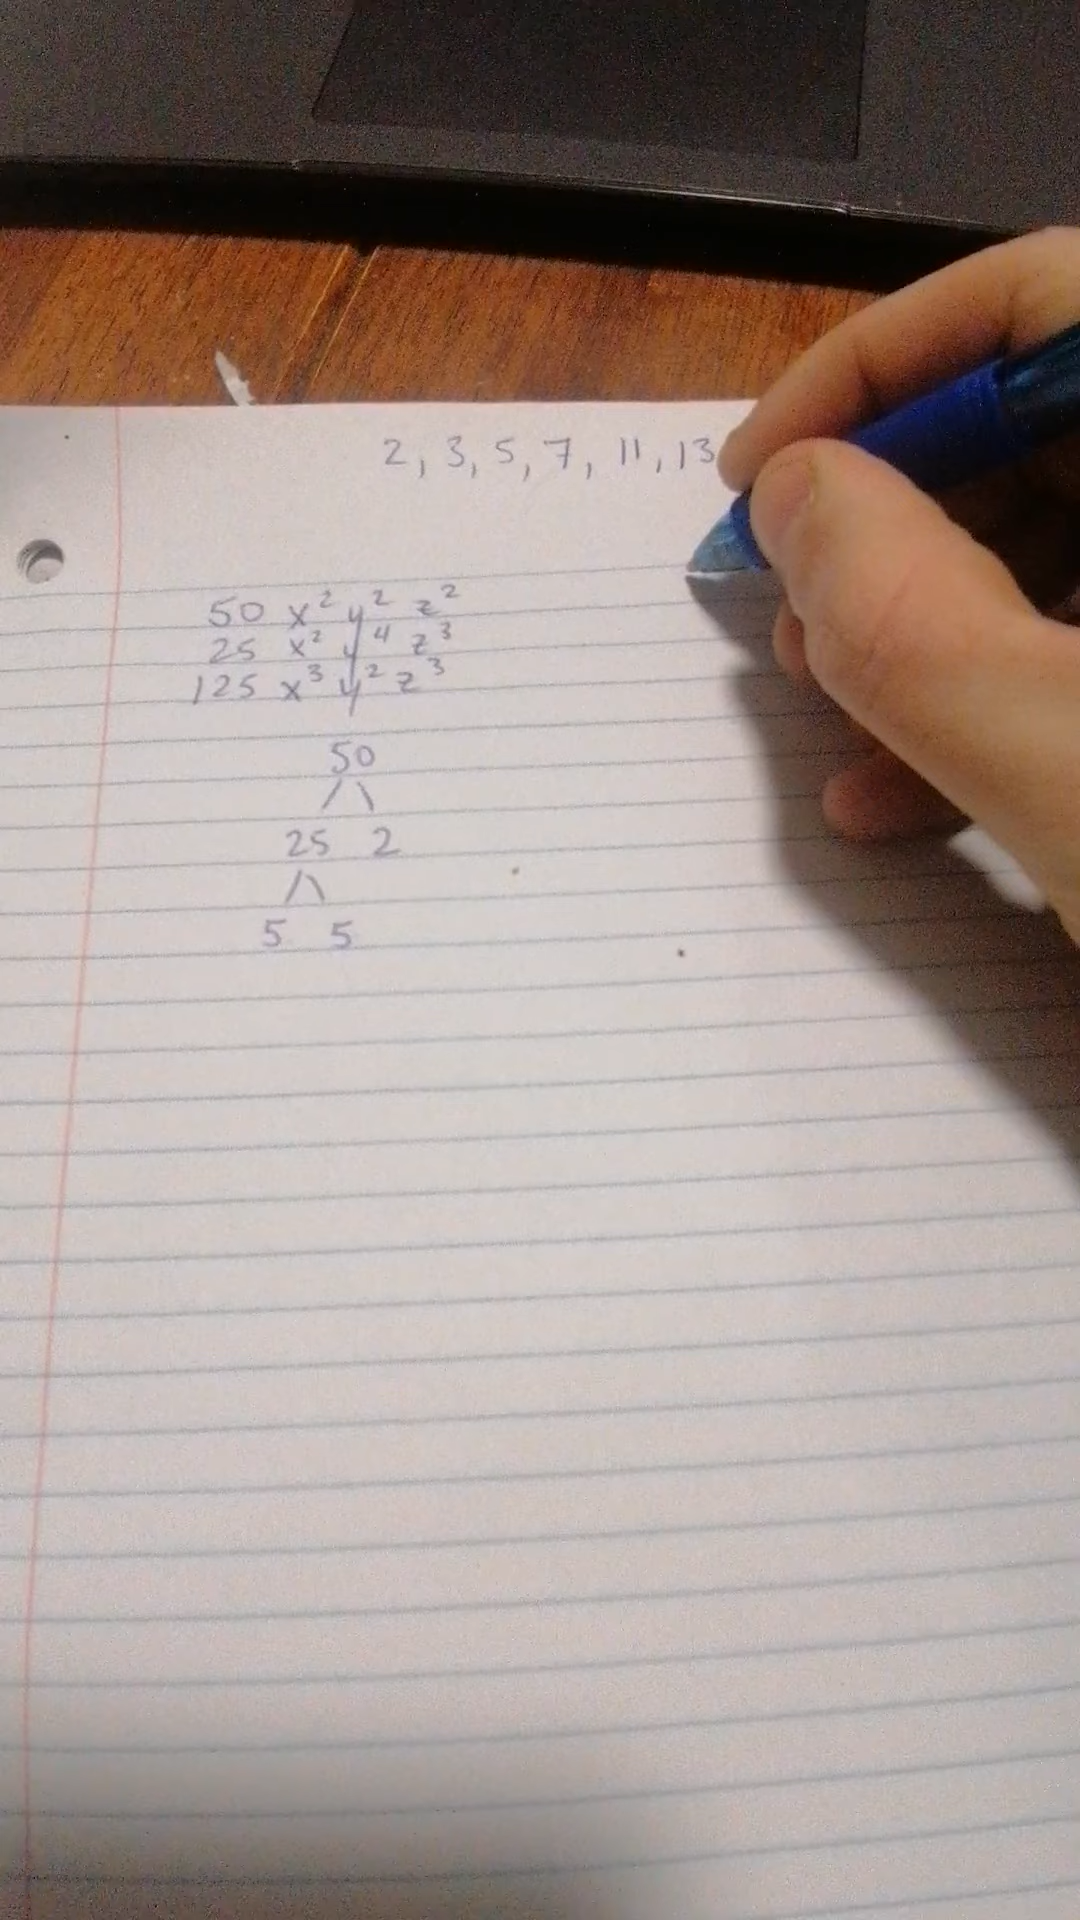 2, 3, 5, 7, 11, 13
50 x² y² z²
25 x² y⁴ z³
125 x³ y² z³
50
25 2
5 5